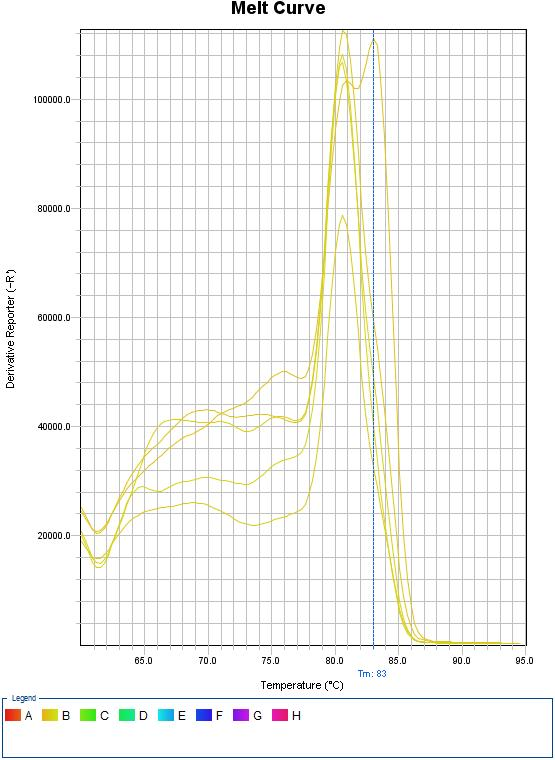 Melt Curve
100000.0
80000.0
60000.0
40000.0
20000.0
Derivative Reporter (-R')
65.0 70.0 75.0 80.0 85.0 90.0 95.0
Tm: 83
Temperature (°C)
Legend
A B C D E F G H